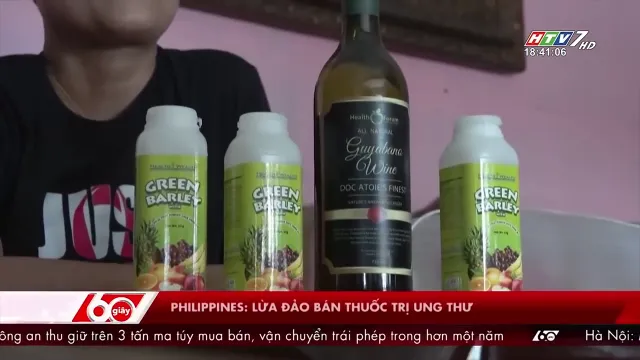 HTV7 HD
18:41:06
JUS
GREEN
BARLEY
GREEN
BARLEY
ALL NATURAL
Guyabano
Wine
DOC ATOIE'S FINEST
GREEN
BARLEY
60 giây
PHILIPPINES: LỪA ĐẢO BÁN THUỐC TRỊ UNG THƯ
ông an thu giữ trên 3 tấn ma túy mua bán, vận chuyển trái phép trong hơn một năm
60
Hà Nội: